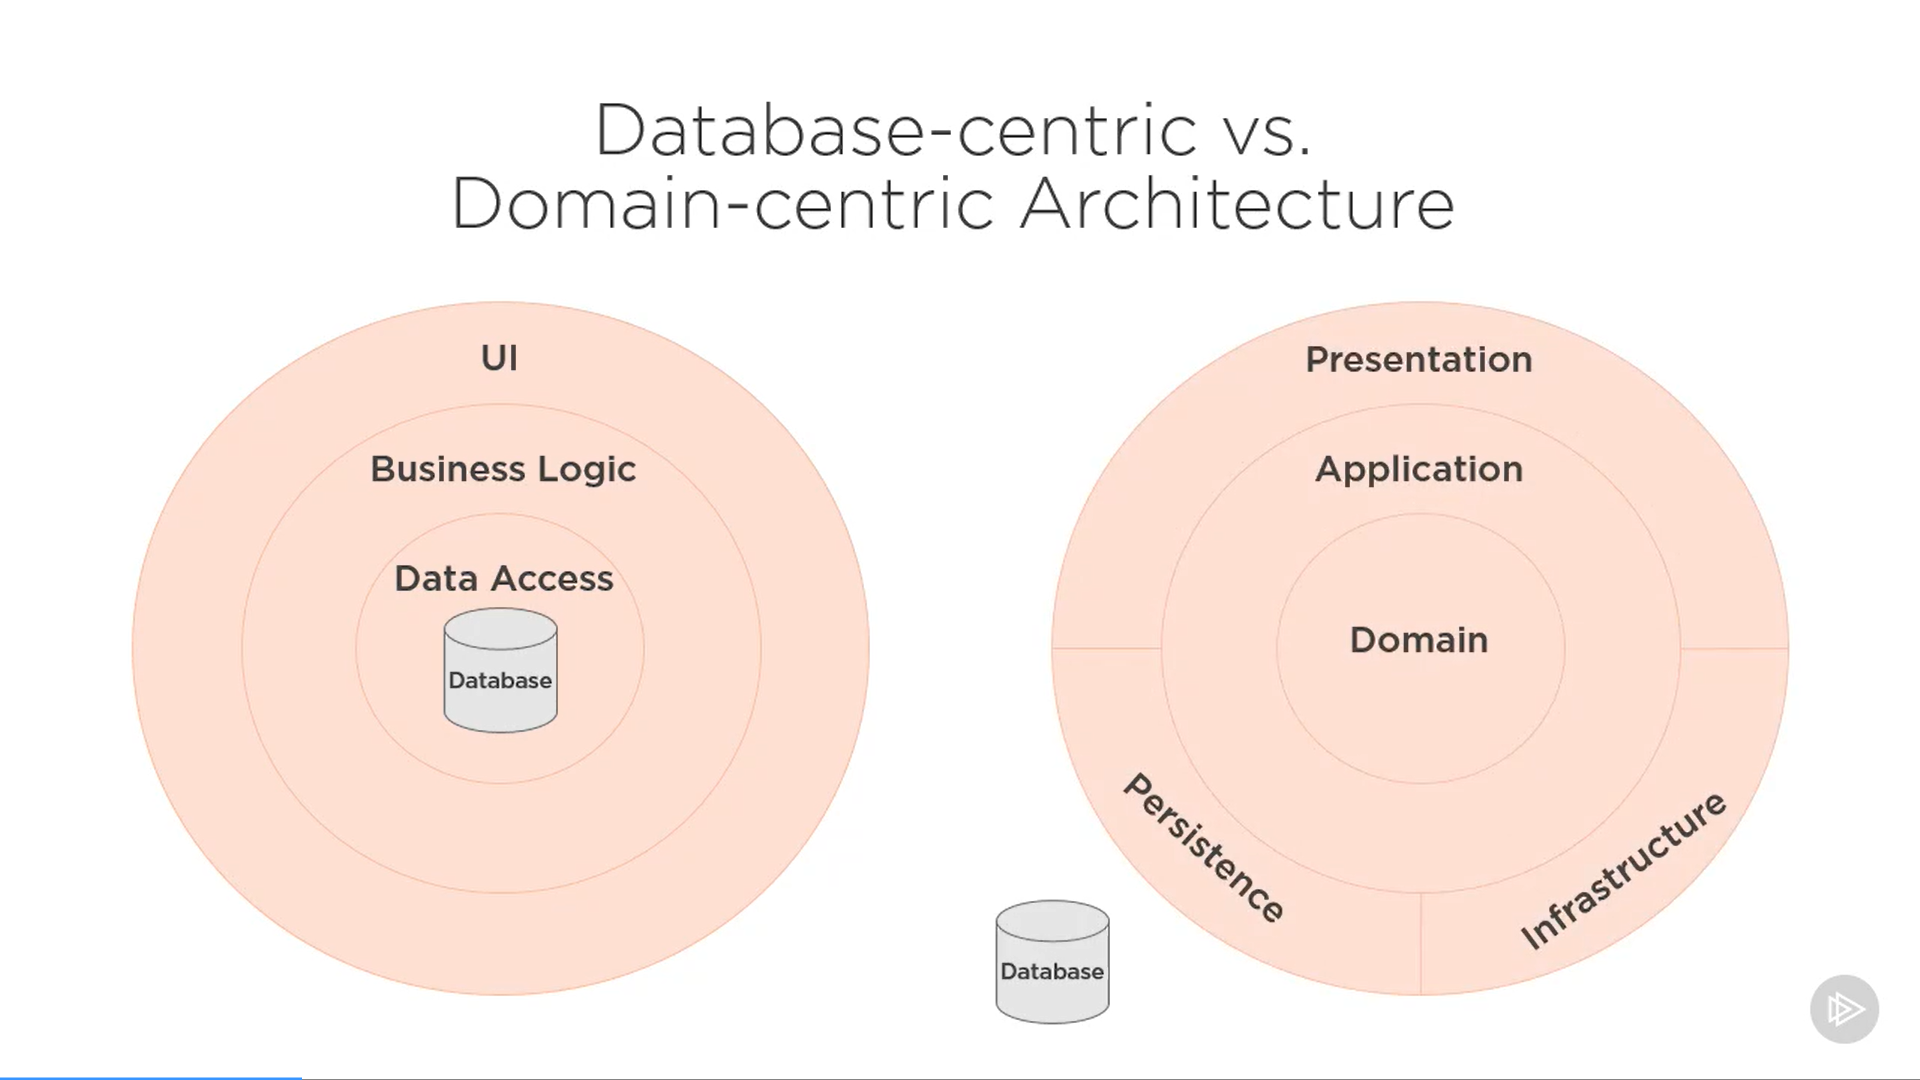 Database-centric vs.
Domain-centric Architecture
UI
Business Logic
Data Access
Database
Presentation
Application
Domain
Persistence
Infrastructure
Database